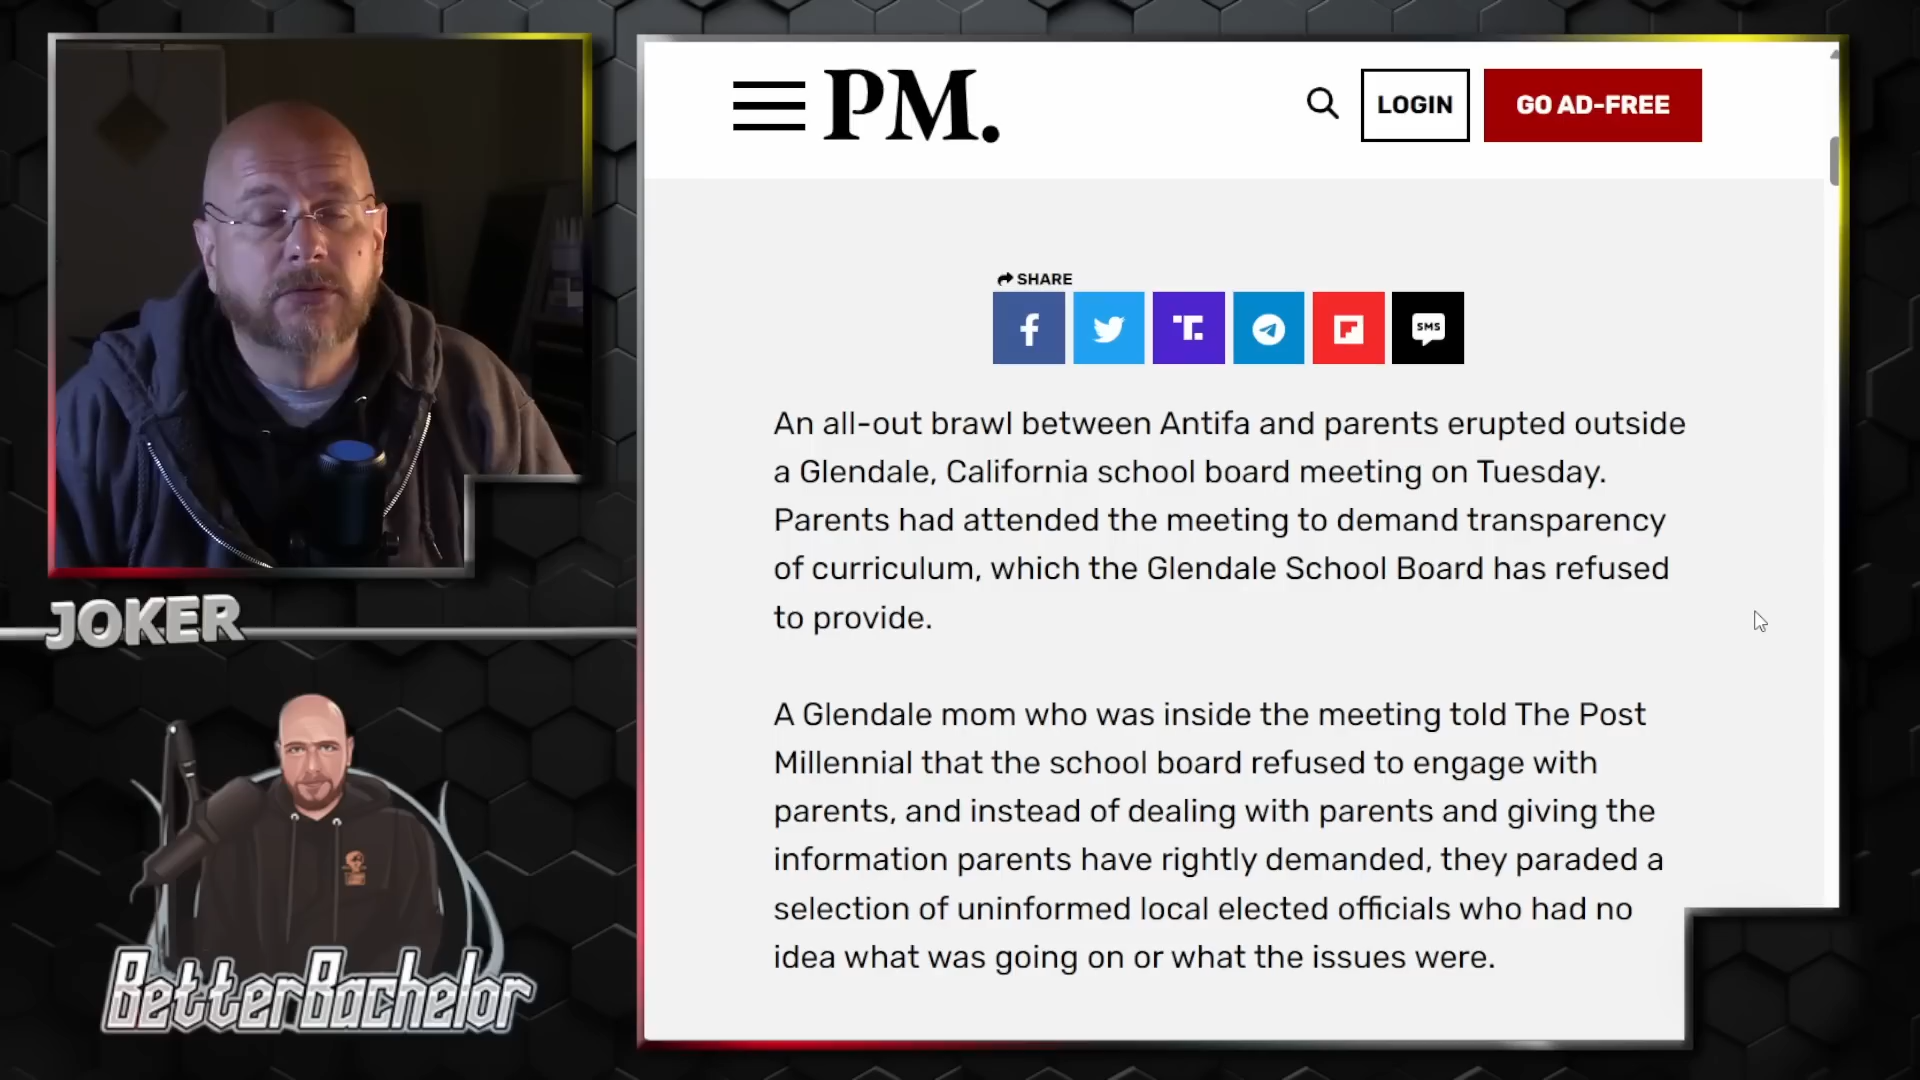 PM.
LOGIN
GO AD-FREE
SHARE
SMS
An all-out brawl between Antifa and parents erupted outside
a Glendale, California school board meeting on Tuesday.
Parents had attended the meeting to demand transparency
of curriculum, which the Glendale School Board has refused
to provide.
A Glendale mom who was inside the meeting told The Post
Millennial that the school board refused to engage with
parents, and instead of dealing with parents and giving the
information parents have rightly demanded, they paraded a
selection of uninformed local elected officials who had no
idea what was going on or what the issues were.
JOKER
BetterBachelor